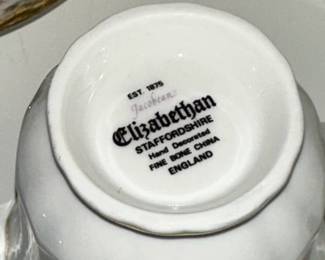 EST. 1875
Jacobean
Elizabethan
STAFFORDSHIRE
Hand Decorated
FINE BONE CHINA
ENGLAND